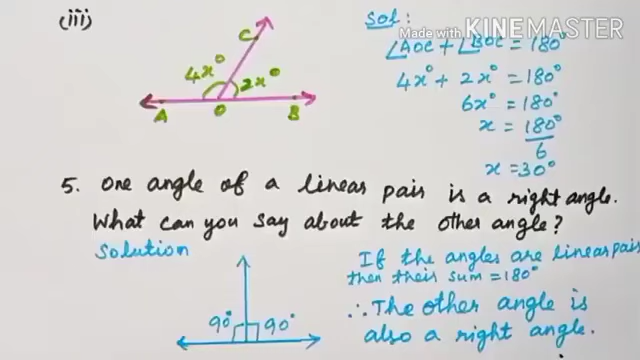 (iii)
Made with KINEMASTER
Sol:
∠AOC + ∠BOC = 180°
C
4x° 2x°
A O B
4x° + 2x° = 180°
6x° = 180°
x = 180°
6
x = 30°
5. One angle of a linear pair is a right angle.
What can you say about the other angle?
Solution
90° 90°
If the angles are linear pair
then their sum = 180°
∴ The other angle is
also a right angle.